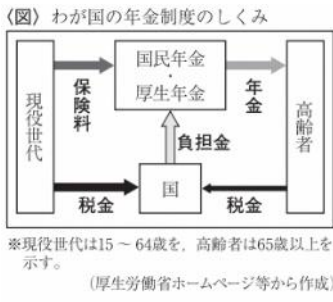 〈図〉わが国の年金制度のしくみ
現役世代
保険料
国民年金
・
厚生年金
年金
高齢者
負担金
国
税金
税金
※現役世代は15～64歳を，高齢者は65歳以上を
示す。
(厚生労働省ホームページ等から作成)